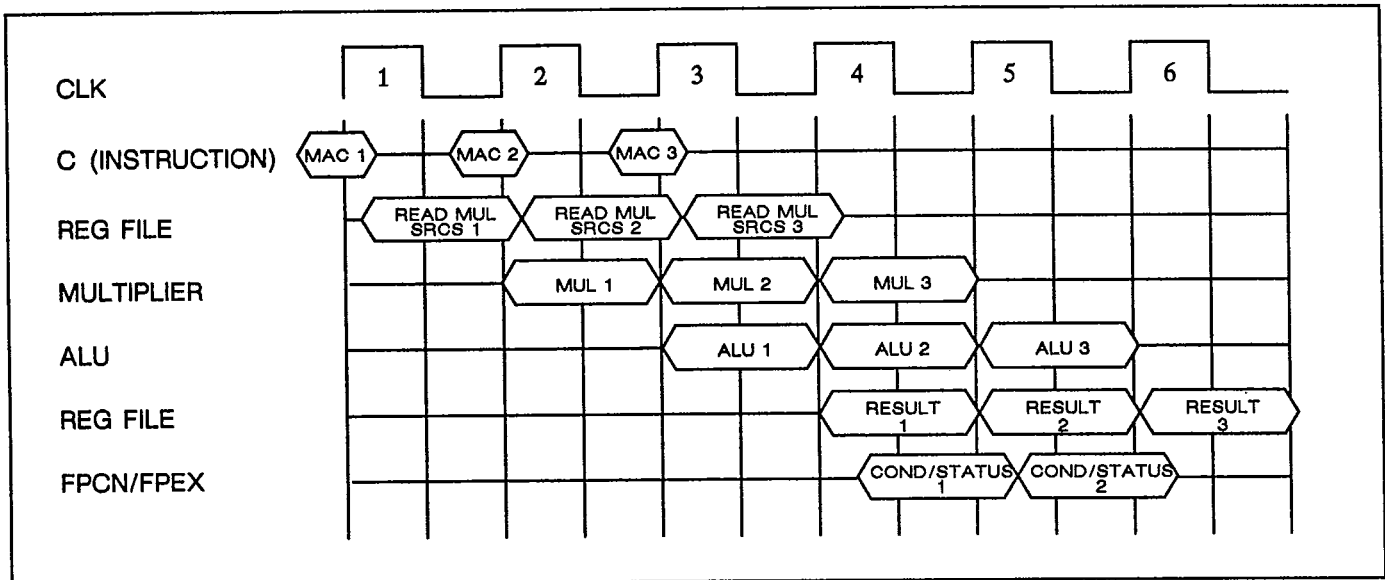 CLK 1 2 3 4 5 6
C (INSTRUCTION) MAC 1 MAC 2 MAC 3
REG FILE READ MUL SRCS 1 READ MUL SRCS 2 READ MUL SRCS 3
MULTIPLIER MUL 1 MUL 2 MUL 3
ALU ALU 1 ALU 2 ALU 3
REG FILE RESULT 1 RESULT 2 RESULT 3
FPCN/FPEX COND/STATUS 1 COND/STATUS 2